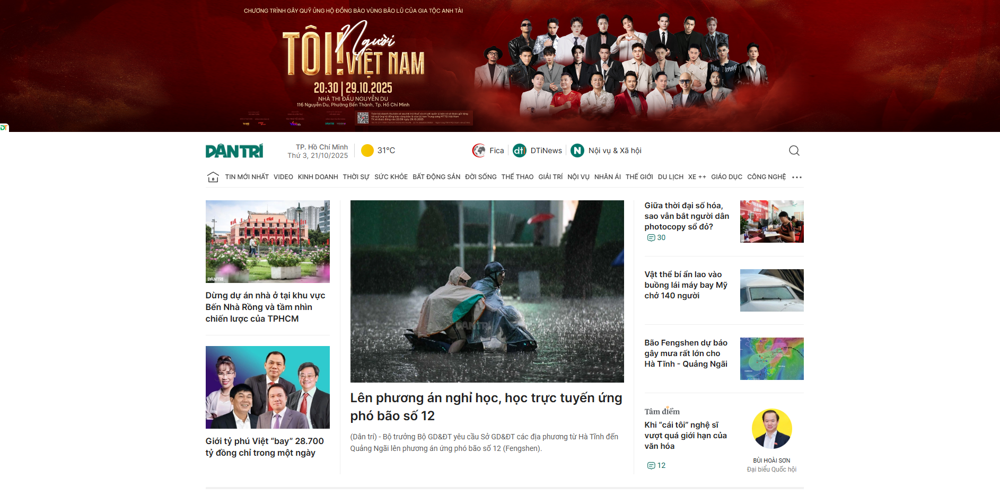 CHƯƠNG TRÌNH GÂY QUỸ ỦNG HỘ ĐỒNG BÀO VÙNG BÃO LŨ CỦA GIA TỘC ANH TÀI
TÔI! Người
VIỆT NAM
20:30 | 29.10.2025
NHÀ THI ĐẤU NGUYỄN DU
116 Nguyễn Du, Phường Bến Thành, Tp. Hồ Chí Minh
DT
DÂN TRÍ
TP. Hồ Chí Minh
Thứ 3, 21/10/2025
31°C
Fica
dti DTiNews
N Nội vụ & Xã hội
TIN MỚI NHẤT VIDEO KINH DOANH THỜI SỰ SỨC KHỎE BẤT ĐỘNG SẢN ĐỜI SỐNG THỂ THAO GIẢI TRÍ NỘI VỤ NHÂN ÁI THẾ GIỚI DU LỊCH XE ++ GIÁO DỤC CÔNG NGHỆ
DÂN TRÍ
Dừng dự án nhà ở tại khu vực
Bến Nhà Rồng và tầm nhìn
chiến lược của TPHCM
Giới tỷ phú Việt “bay” 28.700
tỷ đồng chỉ trong một ngày
DÂN TRÍ
Lên phương án nghỉ học, học trực tuyến ứng
phó bão số 12
(Dân trí) - Bộ trưởng Bộ GD&ĐT yêu cầu Sở GD&ĐT các địa phương từ Hà Tĩnh đến
Quảng Ngãi lên phương án ứng phó bão số 12 (Fengshen).
Giữa thời đại số hóa,
sao vẫn bắt người dân
photocopy sổ đỏ?
30
Vật thể bí ẩn lao vào
buồng lái máy bay Mỹ
chở 140 người
Bão Fengshen dự báo
gây mưa rất lớn cho
Hà Tĩnh - Quảng Ngãi
Tâm điểm
Khi “cái tôi” nghệ sĩ
vượt quá giới hạn của
văn hóa
12
BÙI HOÀI SƠN
Đại biểu Quốc hội